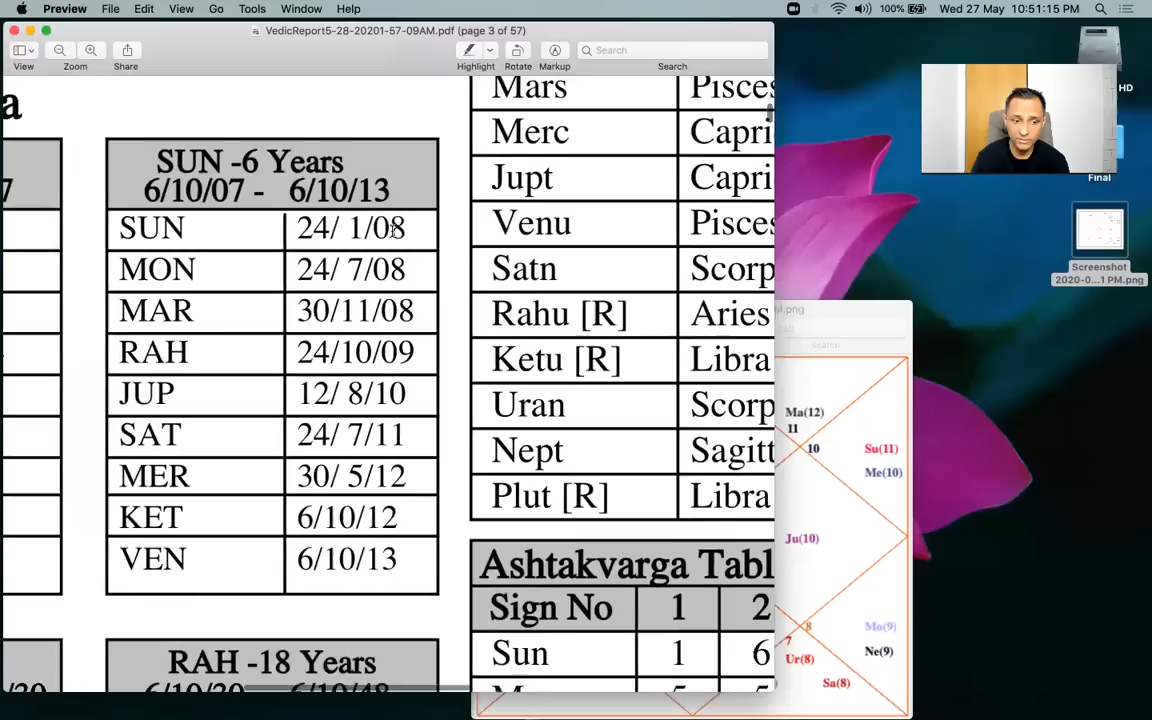 Preview File Edit View Go Tools Window Help 100% Wed 27 May 10:51:15 PM
VedicReport5-28-20201-57-09AM.pdf (page 3 of 57)
Search
View Zoom Share Highlight Rotate Markup Search
HD
Final
Screenshot
2020-0...1 PM.png
a
7
SUN -6 Years
6/10/07 - 6/10/13
SUN 24/ 1/08
MON 24/ 7/08
MAR 30/11/08
RAH 24/10/09
JUP 12/ 8/10
SAT 24/ 7/11
MER 30/ 5/12
KET 6/10/12
VEN 6/10/13
RAH -18 Years
Mars Pisces
Merc Capri
Jupt Capri
Venu Pisces
Satn Scorp
Rahu [R] Aries
Ketu [R] Libra
Uran Scorp
Nept Sagitt
Plut [R] Libra
Ashtakvarga Tabl
Sign No 1 2
Sun 1 6
M.png
Search
Ma(12)
11
10
Su(11)
Me(10)
Ju(10)
8
Mo(9)
7
Ne(9)
Ur(8)
Sa(8)